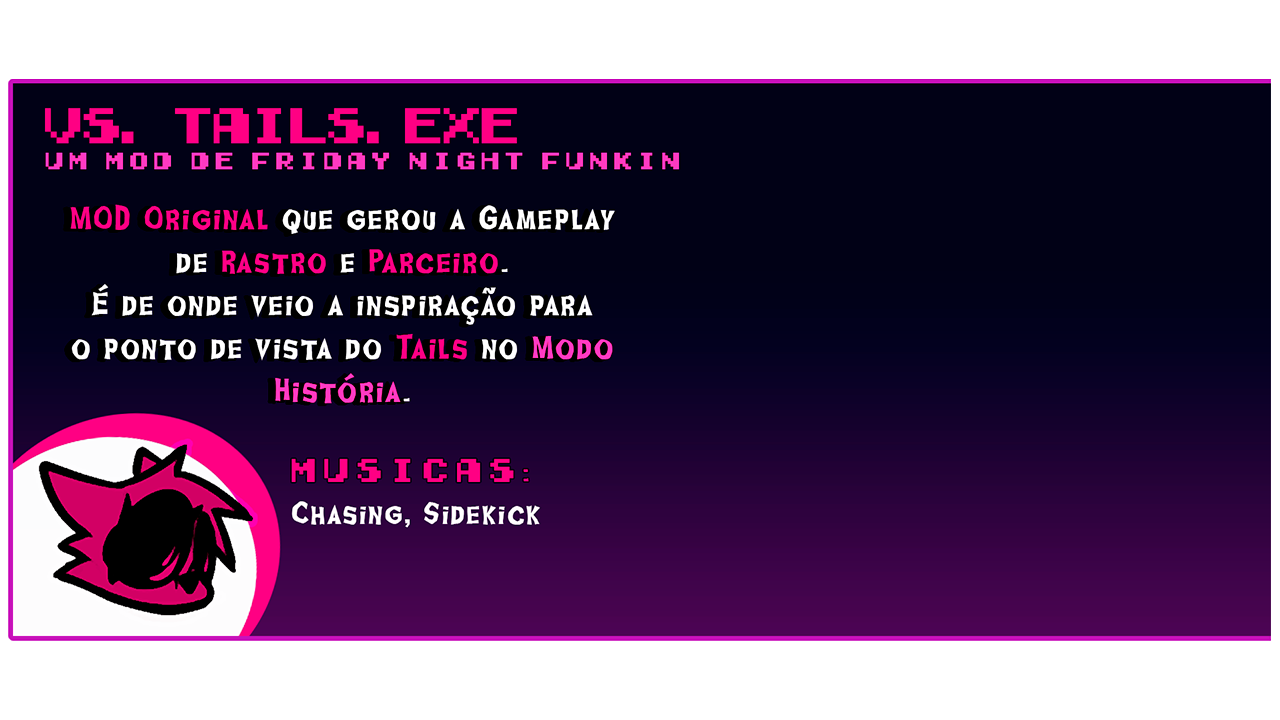 VS. TAILS. EXE
UM MOD DE FRIDAY NIGHT FUNKIN
MOD Original que gerou a Gameplay
de Rastro e Parceiro.
É de onde veio a inspiração para
o ponto de vista do Tails no Modo
História.
MUSICAS:
Chasing, Sidekick